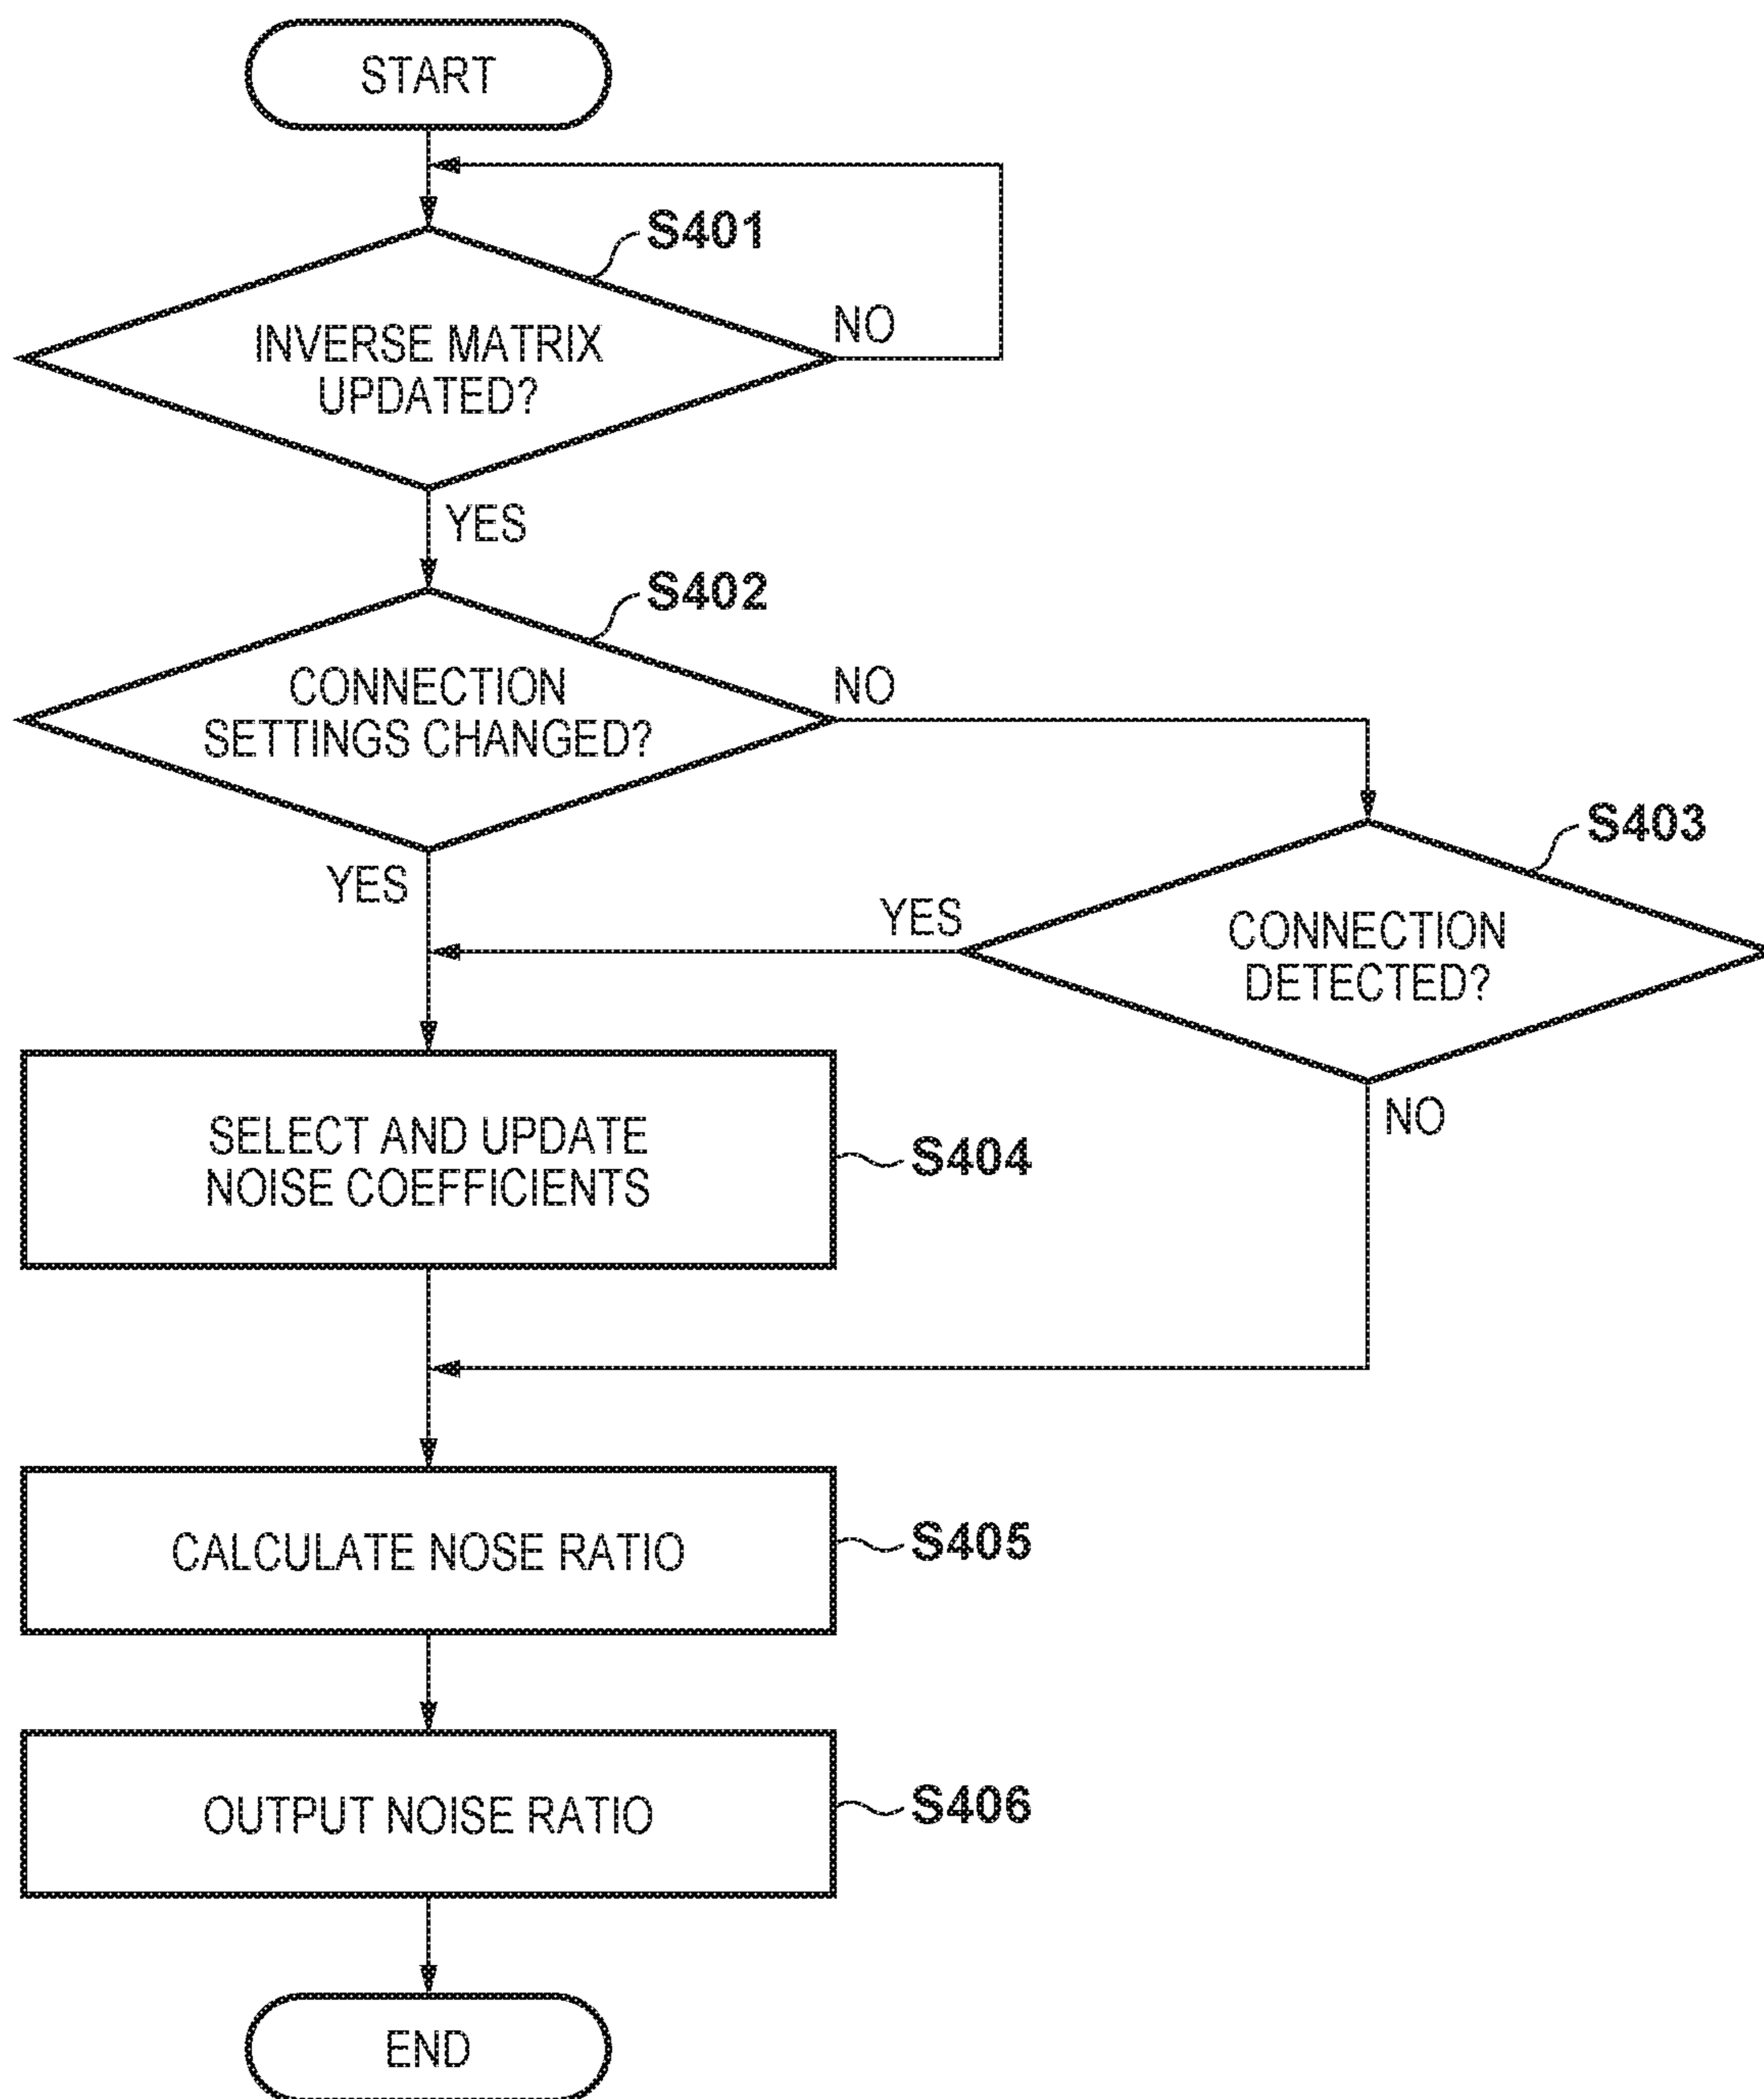 START
S401
INVERSE MATRIX
UPDATED?
NO
YES
S402
CONNECTION
SETTINGS CHANGED?
NO
YES
S403
CONNECTION
DETECTED?
YES
NO
SELECT AND UPDATE
NOISE COEFFICIENTS
S404
CALCULATE NOSE RATIO
S405
OUTPUT NOISE RATIO
S406
END